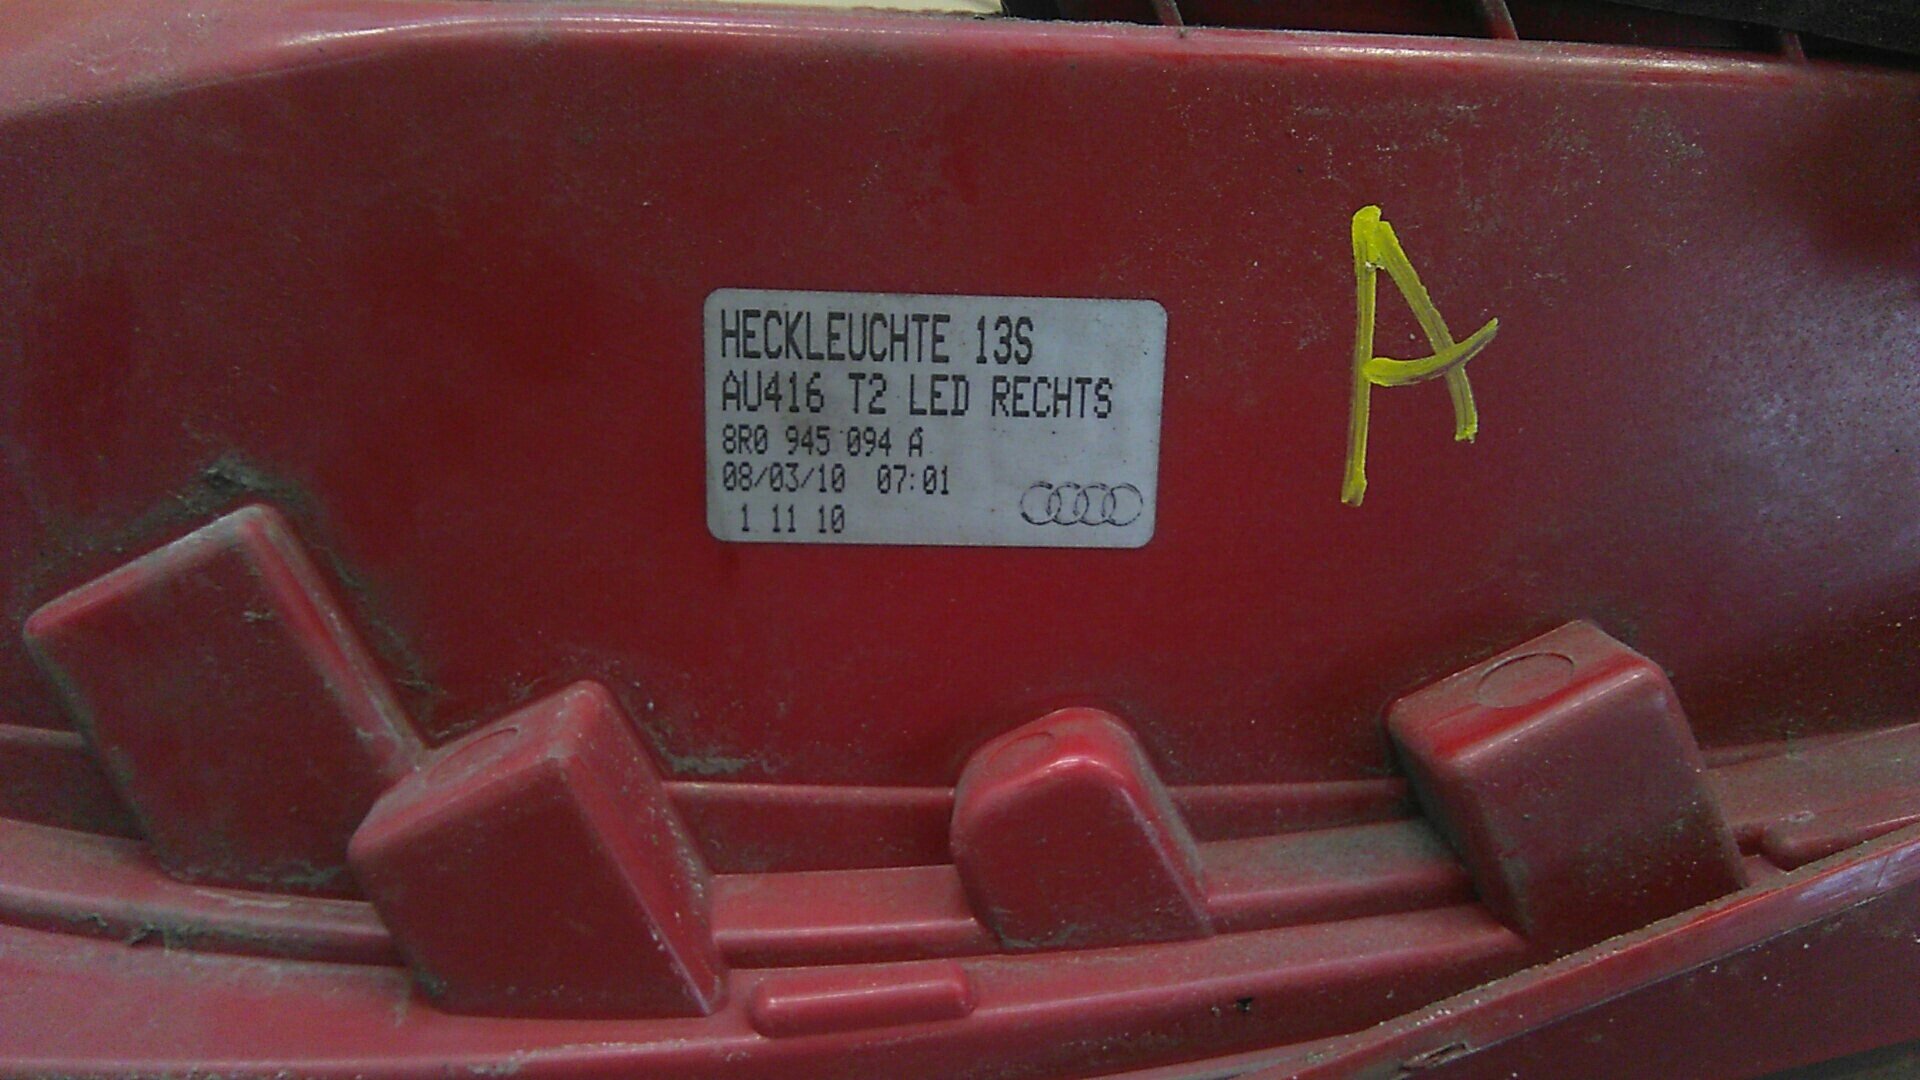 HECKLEUCHTE 13S
AU416 T2 LED RECHTS
8R0 945 094 A
08/03/10 07:01
1 11 10
A